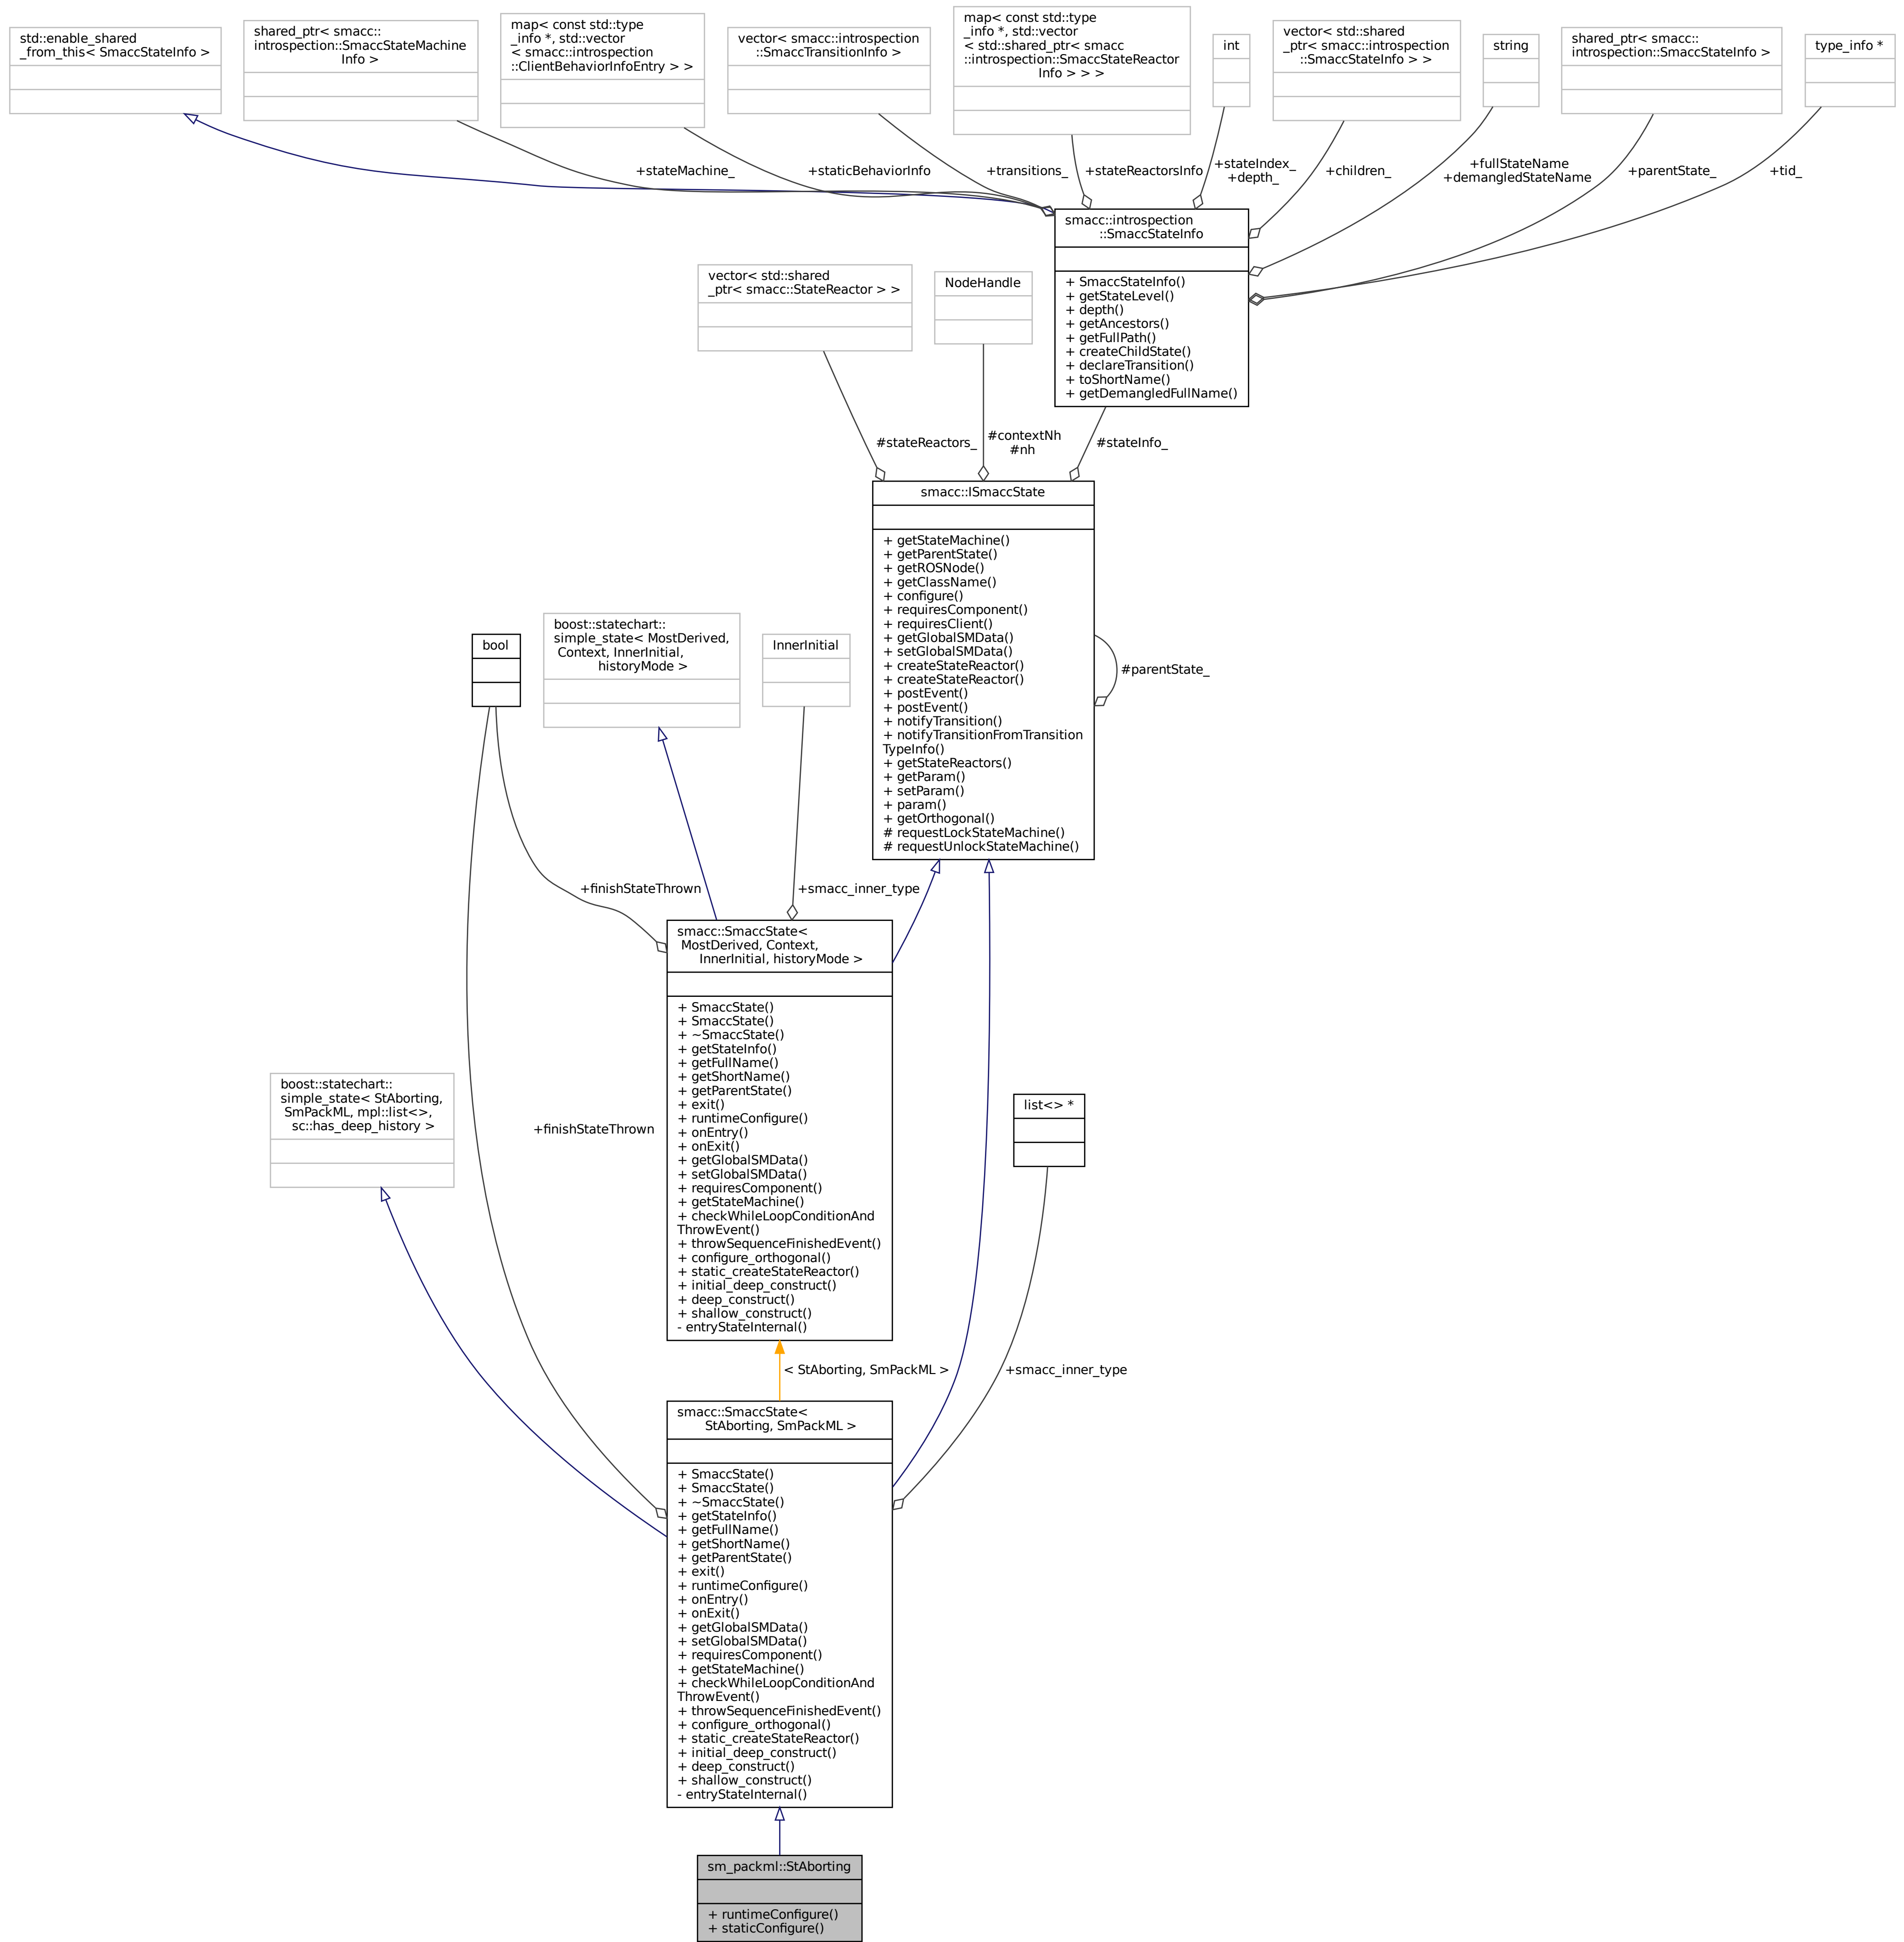 std::enable_shared
_from_this< SmaccStateInfo >
shared_ptr< smacc::
introspection::SmaccStateMachine
Info >
map< const std::type
_info *, std::vector
< smacc::introspection
::ClientBehaviorInfoEntry > >
vector< smacc::introspection
::SmaccTransitionInfo >
map< const std::type
_info *, std::vector
< std::shared_ptr< smacc
::introspection::SmaccStateReactor
Info > > >
int
vector< std::shared
_ptr< smacc::introspection
::SmaccStateInfo > >
string
shared_ptr< smacc::
introspection::SmaccStateInfo >
type_info *
+stateMachine_
+staticBehaviorInfo
+transitions_
+stateReactorsInfo
+stateIndex_
+depth_
+children_
+fullStateName
+demangledStateName
+parentState_
+tid_
smacc::introspection
::SmaccStateInfo
+ SmaccStateInfo()
+ getStateLevel()
+ depth()
+ getAncestors()
+ getFullPath()
+ createChildState()
+ declareTransition()
+ toShortName()
+ getDemangledFullName()
vector< std::shared
_ptr< smacc::StateReactor > >
NodeHandle
#stateReactors_
#contextNh
#nh
#stateInfo_
smacc::ISmaccState
+ getStateMachine()
+ getParentState()
+ getROSNode()
+ getClassName()
+ configure()
+ requiresComponent()
+ requiresClient()
+ getGlobalSMData()
+ setGlobalSMData()
+ createStateReactor()
+ createStateReactor()
+ postEvent()
+ postEvent()
+ notifyTransition()
+ notifyTransitionFromTransition
TypeInfo()
+ getStateReactors()
+ getParam()
+ setParam()
+ param()
+ getOrthogonal()
# requestLockStateMachine()
# requestUnlockStateMachine()
#parentState_
bool
boost::statechart::
simple_state< MostDerived,
Context, InnerInitial,
historyMode >
InnerInitial
+finishStateThrown
+smacc_inner_type
smacc::SmaccState<
MostDerived, Context,
InnerInitial, historyMode >
+ SmaccState()
+ SmaccState()
+ ~SmaccState()
+ getStateInfo()
+ getFullName()
+ getShortName()
+ getParentState()
+ exit()
+ runtimeConfigure()
+ onEntry()
+ onExit()
+ getGlobalSMData()
+ setGlobalSMData()
+ requiresComponent()
+ getStateMachine()
+ checkWhileLoopConditionAnd
ThrowEvent()
+ throwSequenceFinishedEvent()
+ configure_orthogonal()
+ static_createStateReactor()
+ initial_deep_construct()
+ deep_construct()
+ shallow_construct()
- entryStateInternal()
boost::statechart::
simple_state< StAborting,
SmPackML, mpl::list<>,
sc::has_deep_history >
+finishStateThrown
list<> *
< StAborting, SmPackML >
+smacc_inner_type
smacc::SmaccState<
StAborting, SmPackML >
+ SmaccState()
+ SmaccState()
+ ~SmaccState()
+ getStateInfo()
+ getFullName()
+ getShortName()
+ getParentState()
+ exit()
+ runtimeConfigure()
+ onEntry()
+ onExit()
+ getGlobalSMData()
+ setGlobalSMData()
+ requiresComponent()
+ getStateMachine()
+ checkWhileLoopConditionAnd
ThrowEvent()
+ throwSequenceFinishedEvent()
+ configure_orthogonal()
+ static_createStateReactor()
+ initial_deep_construct()
+ deep_construct()
+ shallow_construct()
- entryStateInternal()
sm_packml::StAborting
+ runtimeConfigure()
+ staticConfigure()